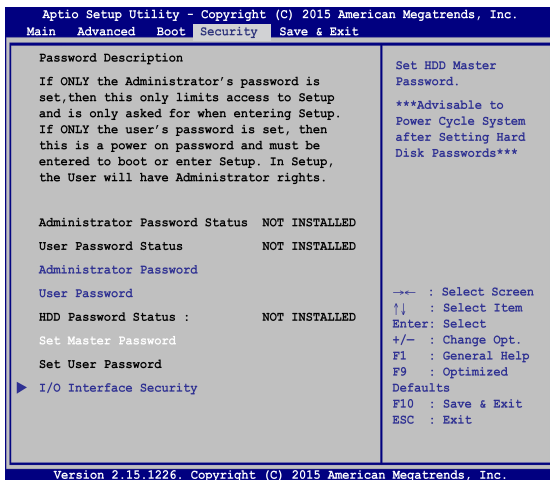 Aptio Setup Utility - Copyright (C) 2015 American Megatrends, Inc.
Main Advanced Boot Security Save & Exit
Password Description
If ONLY the Administrator's password is
set,then this only limits access to Setup
and is only asked for when entering Setup.
If ONLY the user's password is set, then
this is a power on password and must be
entered to boot or enter Setup. In Setup,
the User will have Administrator rights.
Administrator Password Status NOT INSTALLED
User Password Status NOT INSTALLED
Administrator Password
User Password
HDD Password Status : NOT INSTALLED
Set Master Password
Set User Password
I/O Interface Security
Set HDD Master
Password.
***Advisable to
Power Cycle System
after Setting Hard
Disk Passwords***
→← : Select Screen
↑↓ : Select Item
Enter: Select
+/— : Change Opt.
F1 : General Help
F9 : Optimized
Defaults
F10 : Save & Exit
ESC : Exit
Version 2.15.1226. Copyright (C) 2015 American Megatrends, Inc.